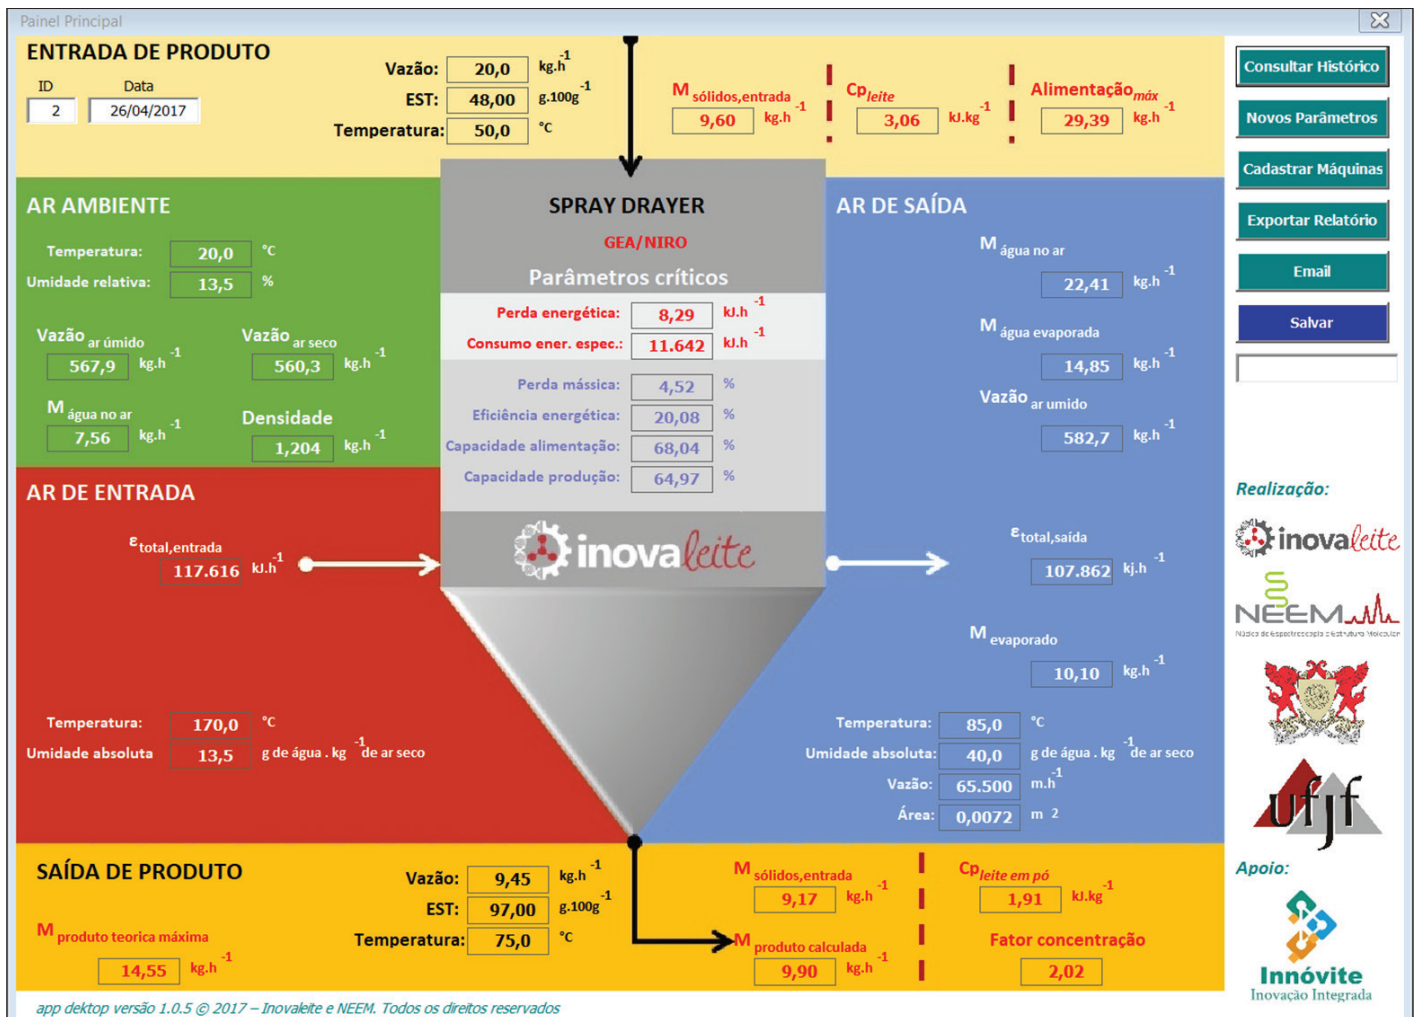 Painel Principal
ENTRADA DE PRODUTO
ID
Data
2
26/04/2017
Vazão: 20,0 kg.h-1
EST: 48,00 g.100g-1
Temperatura: 50,0 °C
M sólidos,entrada
9,60 kg.h-1
Cp leite
3,06 kJ.kg-1
Alimentação máx
29,39 kg.h-1
Consultar Histórico
Novos Parâmetros
Cadastrar Máquinas
Exportar Relatório
Email
Salvar
AR AMBIENTE
Temperatura: 20,0 °C
Umidade relativa: 13,5 %
Vazão ar úmido
567,9 kg.h-1
Vazão ar seco
560,3 kg.h-1
M água no ar
7,56 kg.h-1
Densidade
1,204 kg.h-1
SPRAY DRAYER
GEA/NIRO
Parâmetros críticos
Perda energética: 8,29 kJ.h-1
Consumo ener. espec.: 11.642 kJ.h-1
Perda mássica: 4,52 %
Eficiência energética: 20,08 %
Capacidade alimentação: 68,04 %
Capacidade produção: 64,97 %
inovaleite
AR DE SAÍDA
M água no ar
22,41 kg.h-1
M água evaporada
14,85 kg.h-1
Vazão ar umido
582,7 kg.h-1
ε total,saída
107.862 kj.h-1
M evaporado
10,10 kg.h-1
Temperatura: 85,0 °C
Umidade absoluta: 40,0 g de água . kg-1 de ar seco
Vazão: 65.500 m.h-1
Área: 0,0072 m 2
AR DE ENTRADA
ε total,entrada
117.616 kJ.h-1
Temperatura: 170,0 °C
Umidade absoluta 13,5 g de água . kg-1 de ar seco
SAÍDA DE PRODUTO
Vazão: 9,45 kg.h-1
EST: 97,00 g.100g-1
Temperatura: 75,0 °C
M produto teorica máxima
14,55 kg.h-1
M sólidos,entrada
9,17 kg.h-1
Cp leite em pó
1,91 kJ.kg-1
M produto calculada
9,90 kg.h-1
Fator concentração
2,02
Realização:
inovaleite
NEEM
Núcleo de Espectroscopia e Estrutura Molecular
ufjf
Apoio:
Innóvite
Inovação Integrada
app dektop versão 1.0.5 © 2017 – Inovaleite e NEEM. Todos os direitos reservados